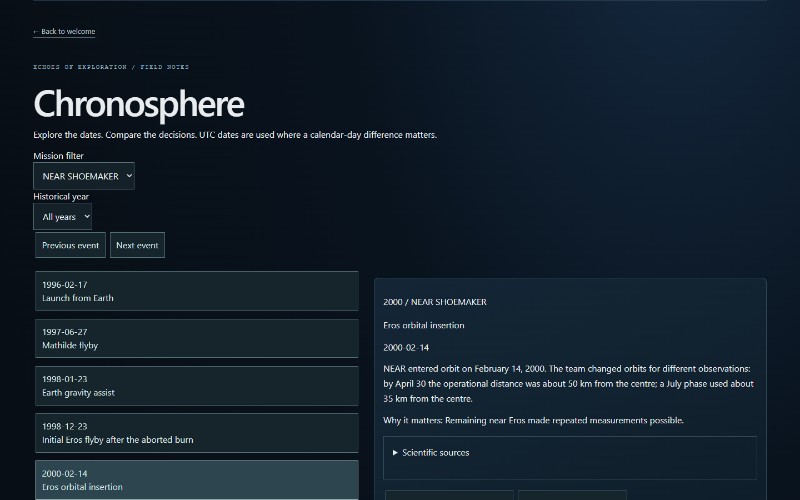 ← Back to welcome
ECHOES OF EXPLORATION / FIELD NOTES
Chronosphere
Explore the dates. Compare the decisions. UTC dates are used where a calendar-day difference matters.
Mission filter
NEAR SHOEMAKER
Historical year
All years
Previous event
Next event
1996-02-17
Launch from Earth
1997-06-27
Mathilde flyby
1998-01-23
Earth gravity assist
1998-12-23
Initial Eros flyby after the aborted burn
2000-02-14
Eros orbital insertion
2000 / NEAR SHOEMAKER
Eros orbital insertion
2000-02-14
NEAR entered orbit on February 14, 2000. The team changed orbits for different observations:
by April 30 the operational distance was about 50 km from the centre; a July phase used about
35 km from the centre.
Why it matters: Remaining near Eros made repeated measurements possible.
▶ Scientific sources